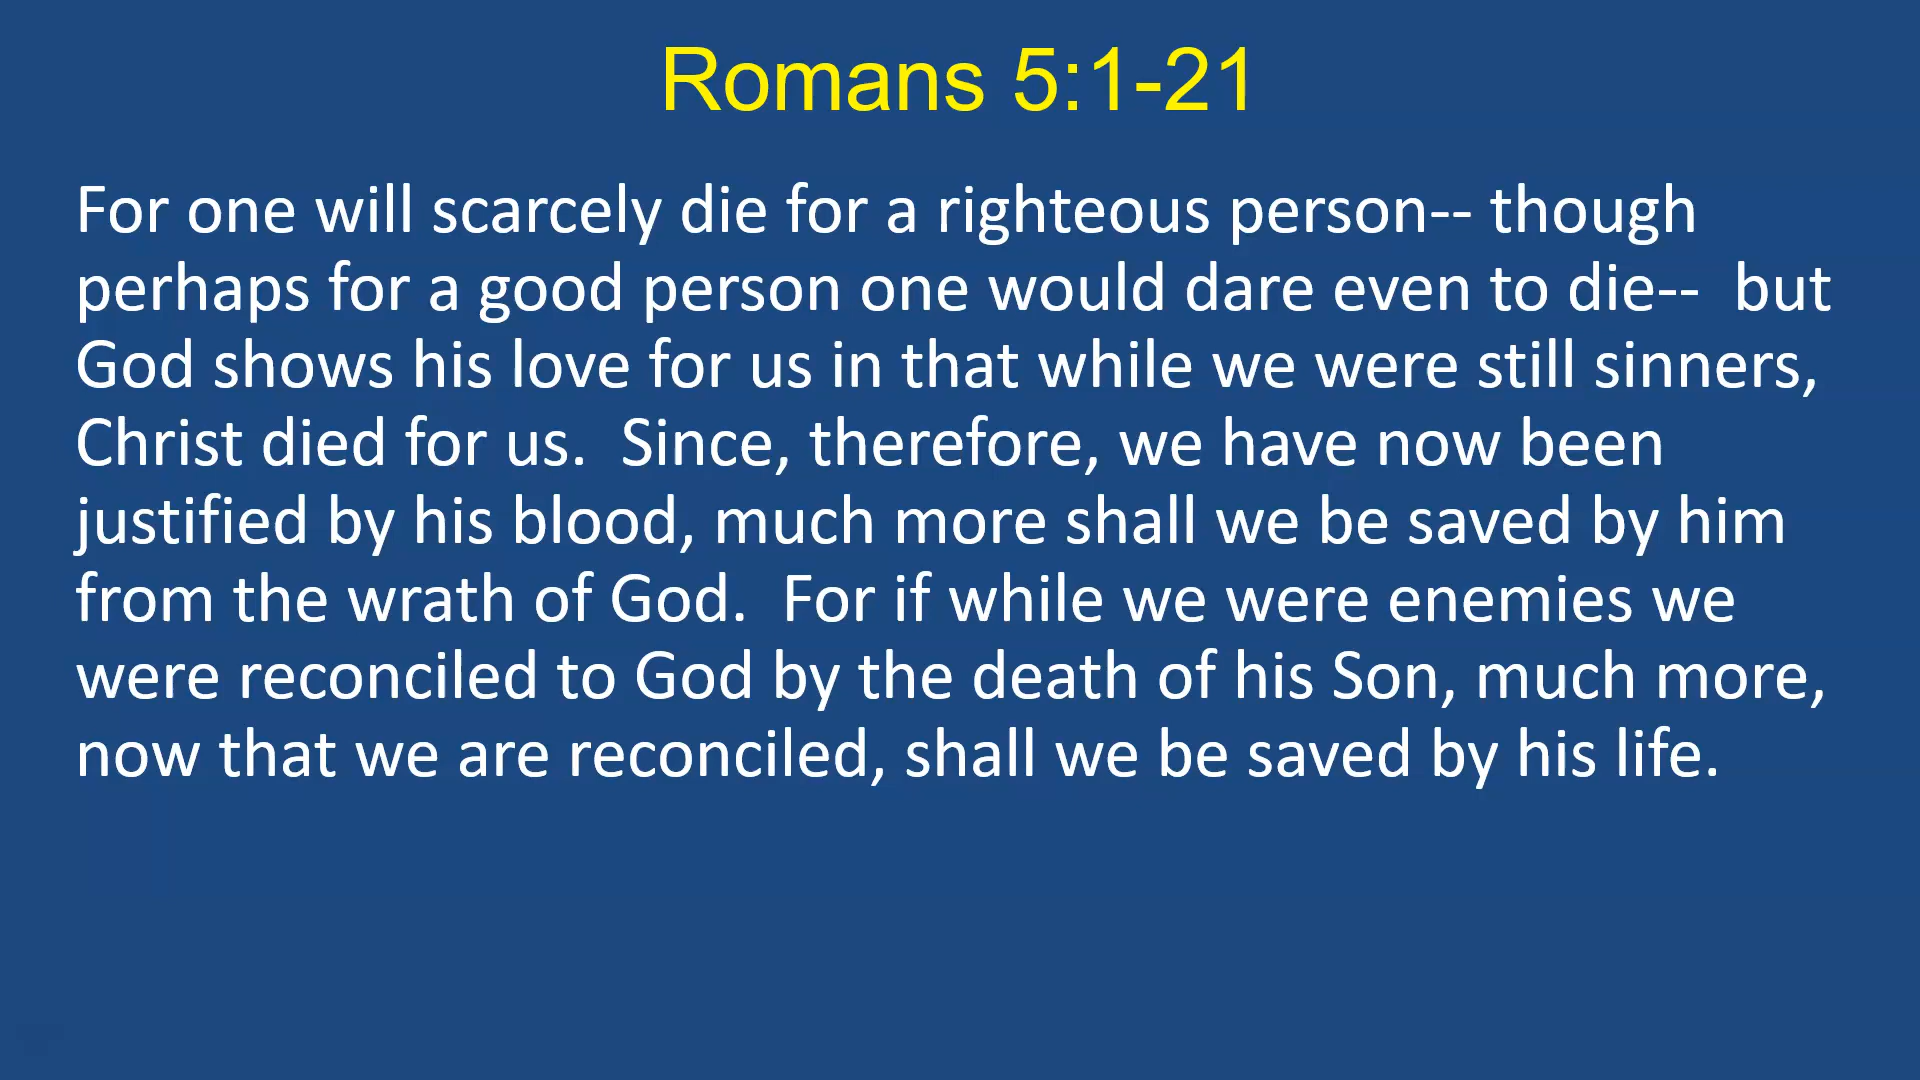 Romans 5:1-21
For one will scarcely die for a righteous person-- though
perhaps for a good person one would dare even to die--  but
God shows his love for us in that while we were still sinners,
Christ died for us.  Since, therefore, we have now been
justified by his blood, much more shall we be saved by him
from the wrath of God.  For if while we were enemies we
were reconciled to God by the death of his Son, much more,
now that we are reconciled, shall we be saved by his life.